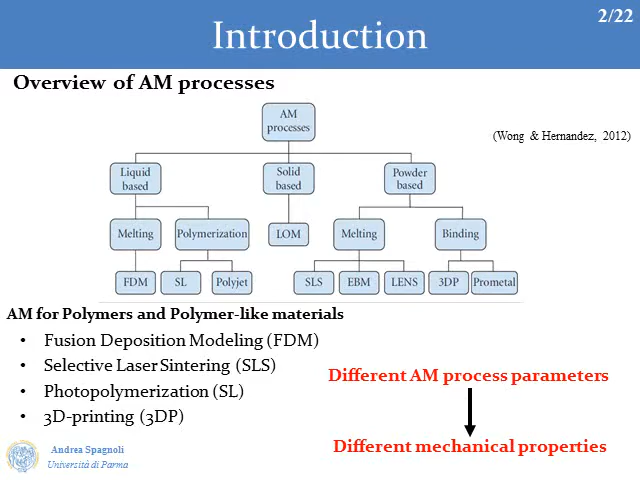 2/22
Introduction
Overview of AM processes
(Wong & Hernandez, 2012)
AM
processes
Liquid
based
Solid
based
Powder
based
Melting
Polymerization
LOM
Melting
Binding
FDM
SL
Polyjet
SLS
EBM
LENS
3DP
Prometal
AM for Polymers and Polymer-like materials
• Fusion Deposition Modeling (FDM)
• Selective Laser Sintering (SLS)
• Photopolymerization (SL)
• 3D-printing (3DP)
Different AM process parameters
Different mechanical properties
Andrea Spagnoli
Università di Parma